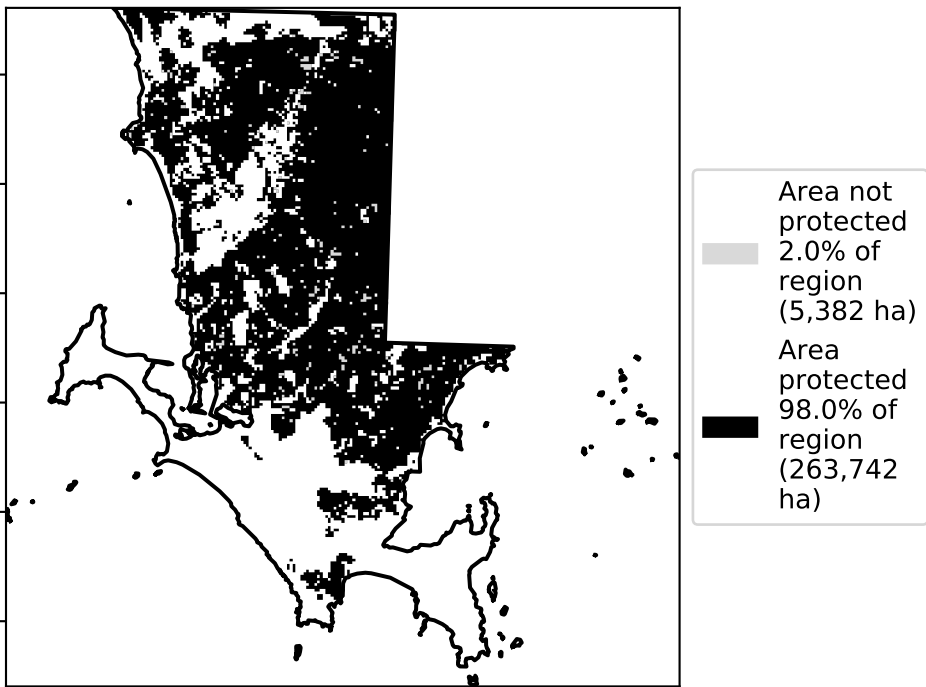 Area not
protected
2.0% of
region
(5,382 ha)
Area
protected
98.0% of
region
(263,742
ha)